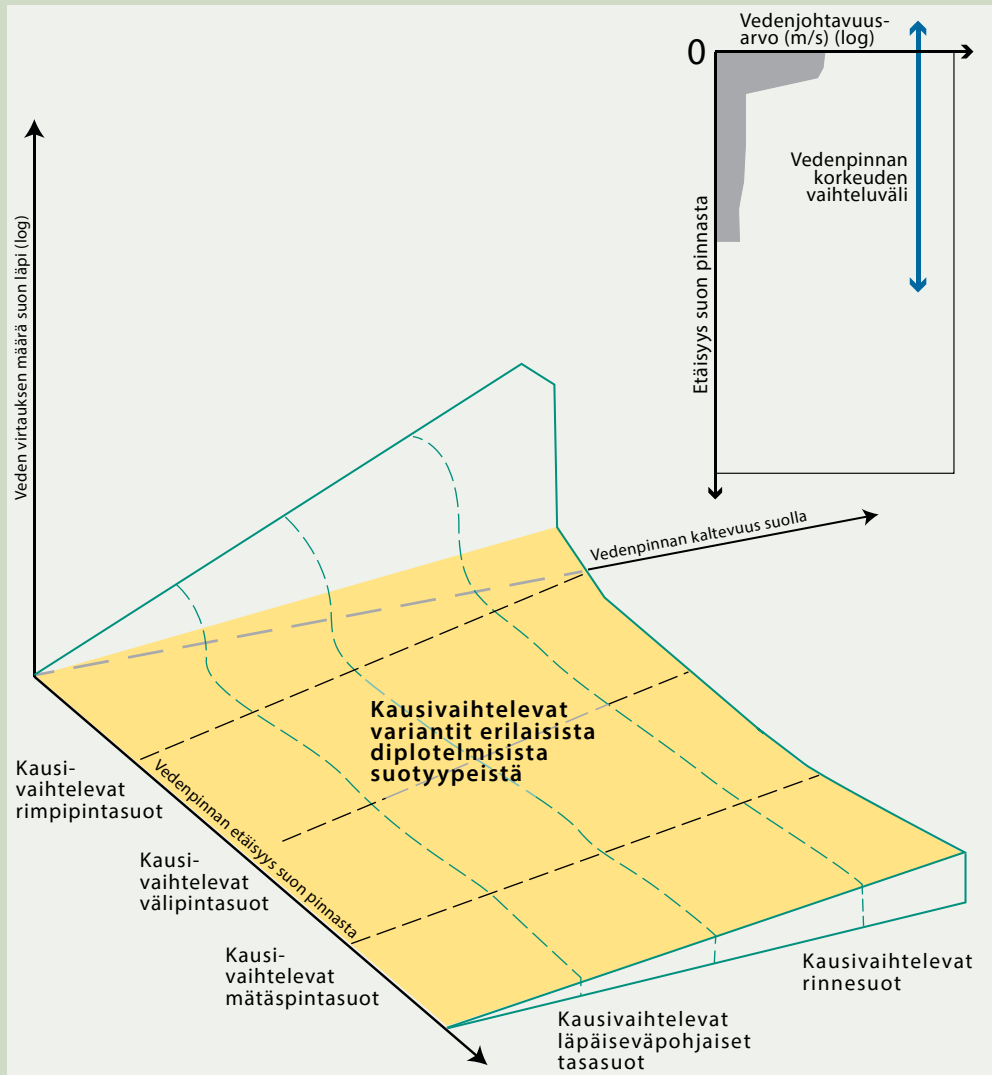 Vedenjohtavuus-
arvo (m/s) (log)
0
Vedenpinnan
korkeuden
vaihteluväli
Etäisyys suon pinnasta
Veden virtauksen määrä suon läpi (log)
Vedenpinnan kaltevuus suolla
Kausivaihtelevat
variantit erilaisista
diplotelmisista
suotyypeistä
Vedenpinnan etäisyys suon pinnasta
Kausi-
vaihtelevat
rimpipintasuot
Kausi-
vaihtelevat
välipintasuot
Kausi-
vaihtelevat
mätäspintasuot
Kausivaihtelevat
rinnesuot
Kausivaihtelevat
läpäiseväpohjaiset
tasasuot